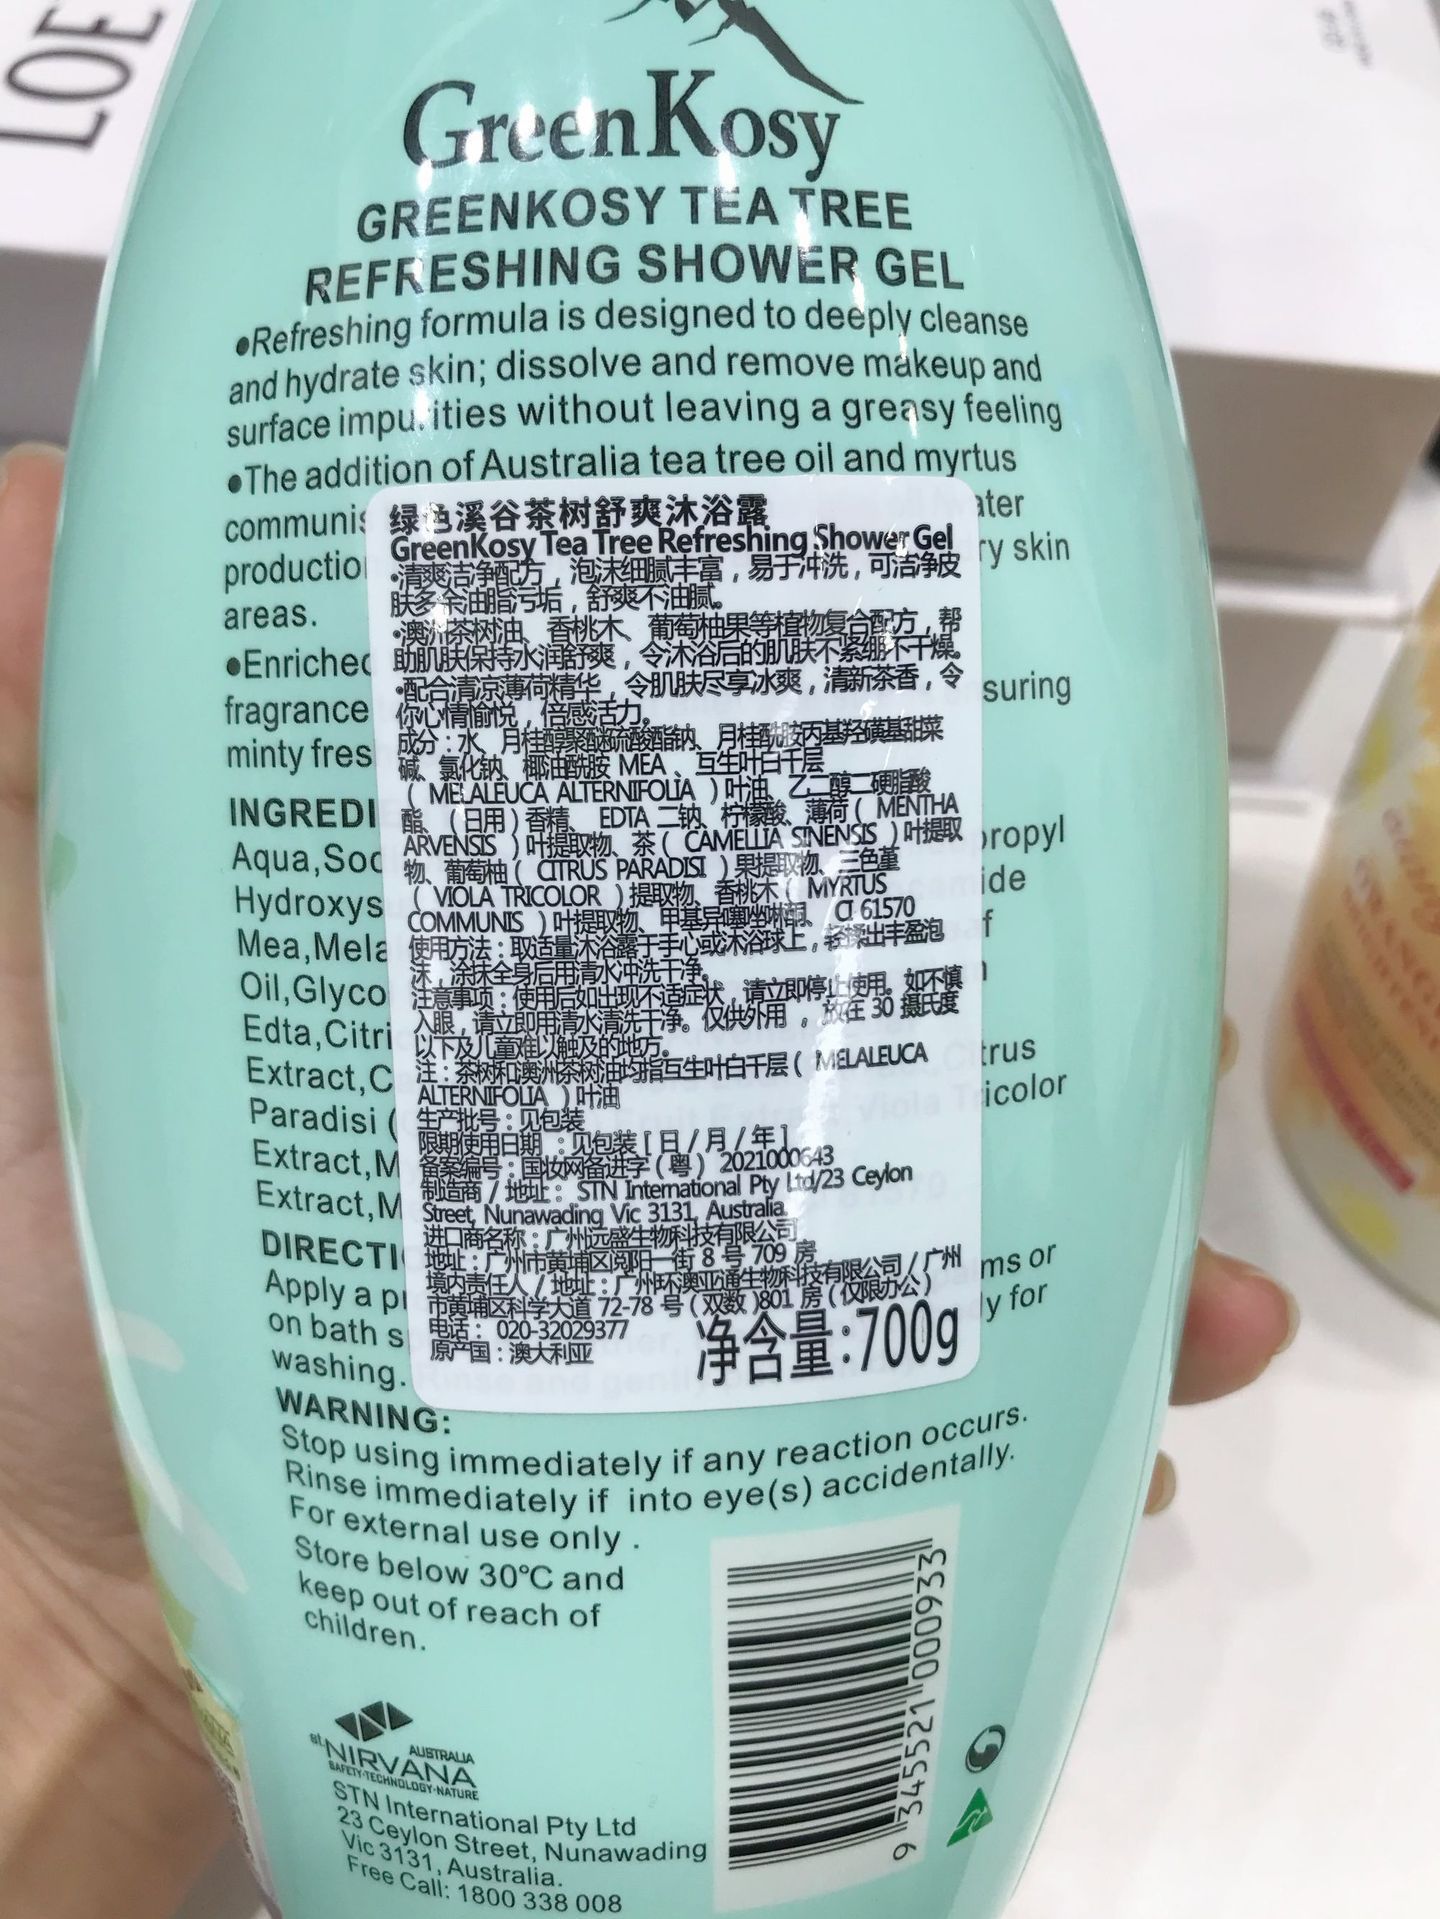 LOE
GreenKosy
GREENKOSY TEA TREE
REFRESHING SHOWER GEL
•Refreshing formula is designed to deeply cleanse
and hydrate skin; dissolve and remove makeup and
surface impurities without leaving a greasy feeling
•The addition of Australia tea tree oil and myrtus
communis
productio
ry skin
areas.
•Enriched
fragrance
suring
minty fres
INGREDI
Aqua,Soc
propyl
Hydroxys
Mea,Mela
Oil,Glyco
Edta,Citri
Extract,C
Citrus
Paradisi (
Viola Tricolor
Extract,M
Extract,M
DIRECTI
Apply a pr
ms or
on bath s
dy for
washing.
绿色溪谷茶树舒爽沐浴露
GreenKosy Tea Tree Refreshing Shower Gel
•清爽洁净配方，泡沫细腻丰富，易于冲洗，可洁净皮
肤多余油脂污垢，舒爽不油腻。
•澳洲茶树油、香桃木、葡萄柚果等植物复合配方，帮
助肌肤保持水润舒爽，令沐浴后的肌肤不紧绷不干燥。
•配合清凉薄荷精华，令肌肤尽享冰爽，清新茶香，令
你心情愉悦，倍感活力。
成分：水、月桂醇聚醚硫酸酯钠、月桂酰胺丙基羟磺基甜菜
碱、氯化钠、椰油酰胺 MEA、互生叶白千层
（MELALEUCA ALTERNIFOLIA）叶油、乙二醇二硬脂酸
酯、（日用）香精、EDTA 二钠、柠檬酸、薄荷（MENTHA
ARVENSIS）叶提取物、茶（CAMELLIA SINENSIS）叶提取
物、葡萄柚（CITRUS PARADISI）果提取物、三色堇
（VIOLA TRICOLOR）提取物、香桃木（MYRTUS
COMMUNIS）叶提取物、甲基异噻唑啉酮、CI 61570
使用方法：取适量沐浴露于手心或沐浴球上，轻揉出丰盈泡
沫，涂抹全身后用清水冲洗干净。
注意事项：使用后如出现不适症状，请立即停止使用。如不慎
入眼，请立即用清水清洗干净。仅供外用。放在 30 摄氏度
以下及儿童难以触及的地方。
注：茶树和澳洲茶树油均指互生叶白千层（MELALEUCA
ALTERNIFOLIA）叶油
生产批号：见包装
限期使用日期：见包装 [日/月/年]
备案编号：国妆网备进字（粤）2021000643
制造商/地址：STN International Pty Ltd/23 Ceylon
Street, Nunawading Vic 3131, Australia
进口商名称：广州远盛生物科技有限公司
地址：广州市黄埔区阅阳一街 8 号 709 房
境内责任人/地址：广州环澳亚通生物科技有限公司/广州
市黄埔区科学大道 72-78 号（双数）801 房（仅限办公）
电话：020-32029377
原产国：澳大利亚
净含量:700g
WARNING:
Stop using immediately if any reaction occurs.
Rinse immediately if into eye(s) accidentally.
For external use only .
Store below 30°C and
keep out of reach of
children.
st. NIRVANA AUSTRALIA
SAFETY·TECHNOLOGY·NATURE
STN International Pty Ltd
23 Ceylon Street, Nunawading
Vic 3131, Australia.
Free Call: 1800 338 008
9 345521 000933